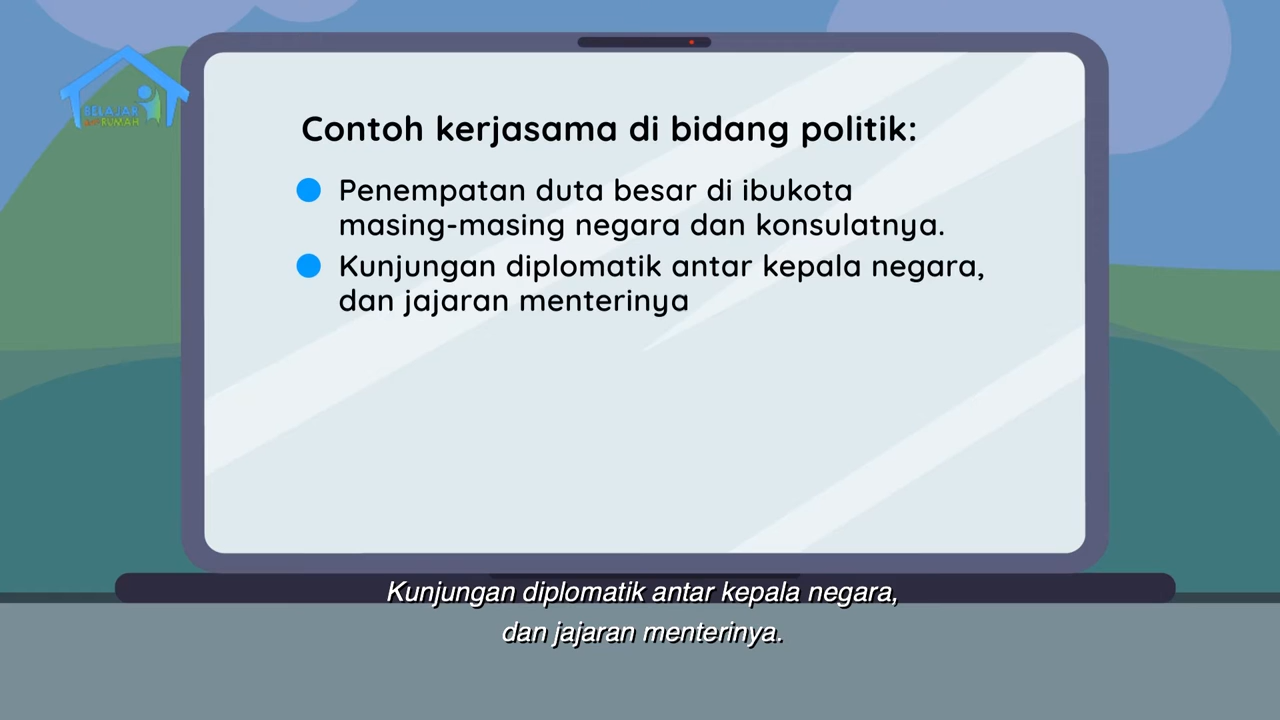 BELAJAR
DARI RUMAH
Contoh kerjasama di bidang politik:
Penempatan duta besar di ibukota
masing-masing negara dan konsulatnya.
Kunjungan diplomatik antar kepala negara,
dan jajaran menterinya
Kunjungan diplomatik antar kepala negara,
dan jajaran menterinya.